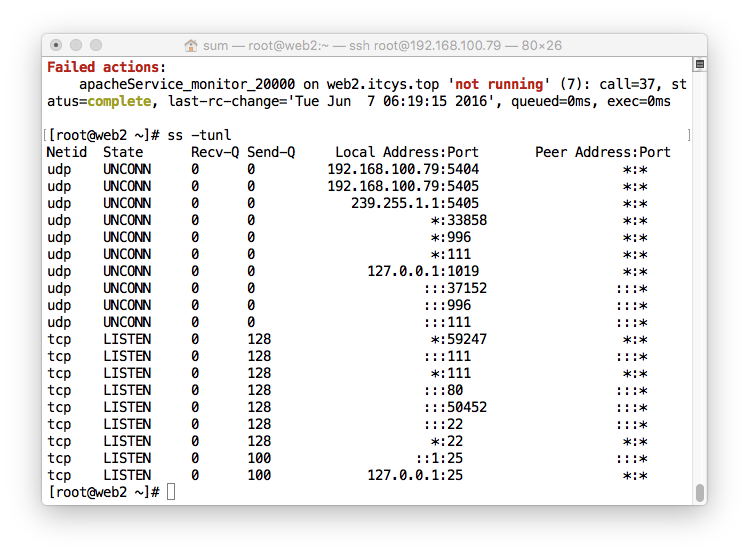 sum — root@web2:~ — ssh root@192.168.100.79 — 80×26
Failed actions:
    apacheService_monitor_20000 on web2.itcys.top 'not running' (7): call=37, st
atus=complete, last-rc-change='Tue Jun  7 06:19:15 2016', queued=0ms, exec=0ms

[root@web2 ~]# ss -tunl
Netid  State      Recv-Q Send-Q     Local Address:Port       Peer Address:Port
udp    UNCONN     0      0         192.168.100.79:5404                  *:*
udp    UNCONN     0      0         192.168.100.79:5405                  *:*
udp    UNCONN     0      0            239.255.1.1:5405                  *:*
udp    UNCONN     0      0                      *:33858                 *:*
udp    UNCONN     0      0                      *:996                   *:*
udp    UNCONN     0      0                      *:111                   *:*
udp    UNCONN     0      0              127.0.0.1:1019                  *:*
udp    UNCONN     0      0                     :::37152                :::*
udp    UNCONN     0      0                     :::996                  :::*
udp    UNCONN     0      0                     :::111                  :::*
tcp    LISTEN     0      128                    *:59247                 *:*
tcp    LISTEN     0      128                   :::111                  :::*
tcp    LISTEN     0      128                    *:111                   *:*
tcp    LISTEN     0      128                   :::80                   :::*
tcp    LISTEN     0      128                   :::50452                :::*
tcp    LISTEN     0      128                   :::22                   :::*
tcp    LISTEN     0      128                    *:22                    *:*
tcp    LISTEN     0      100                  ::1:25                   :::*
tcp    LISTEN     0      100            127.0.0.1:25                    *:*
[root@web2 ~]#